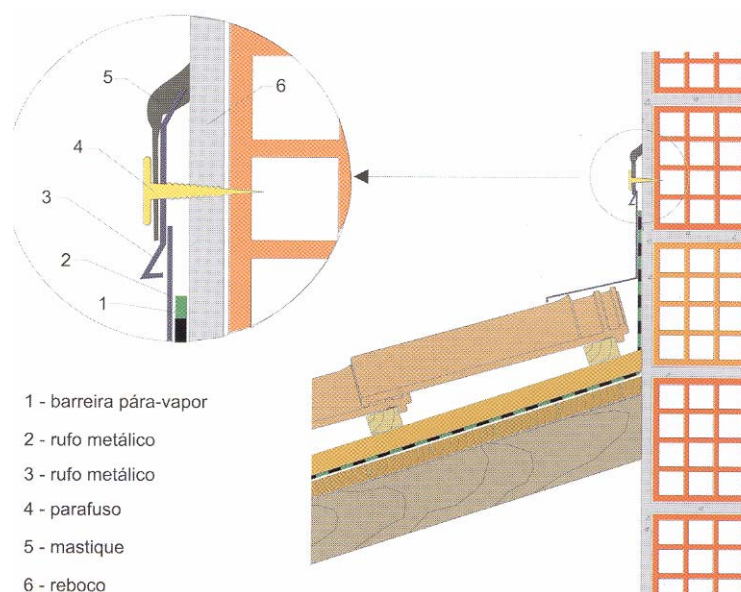 5
6
4
3
2
1
1 - barreira pára-vapor
2 - rufo metálico
3 - rufo metálico
4 - parafuso
5 - mastique
6 - reboco